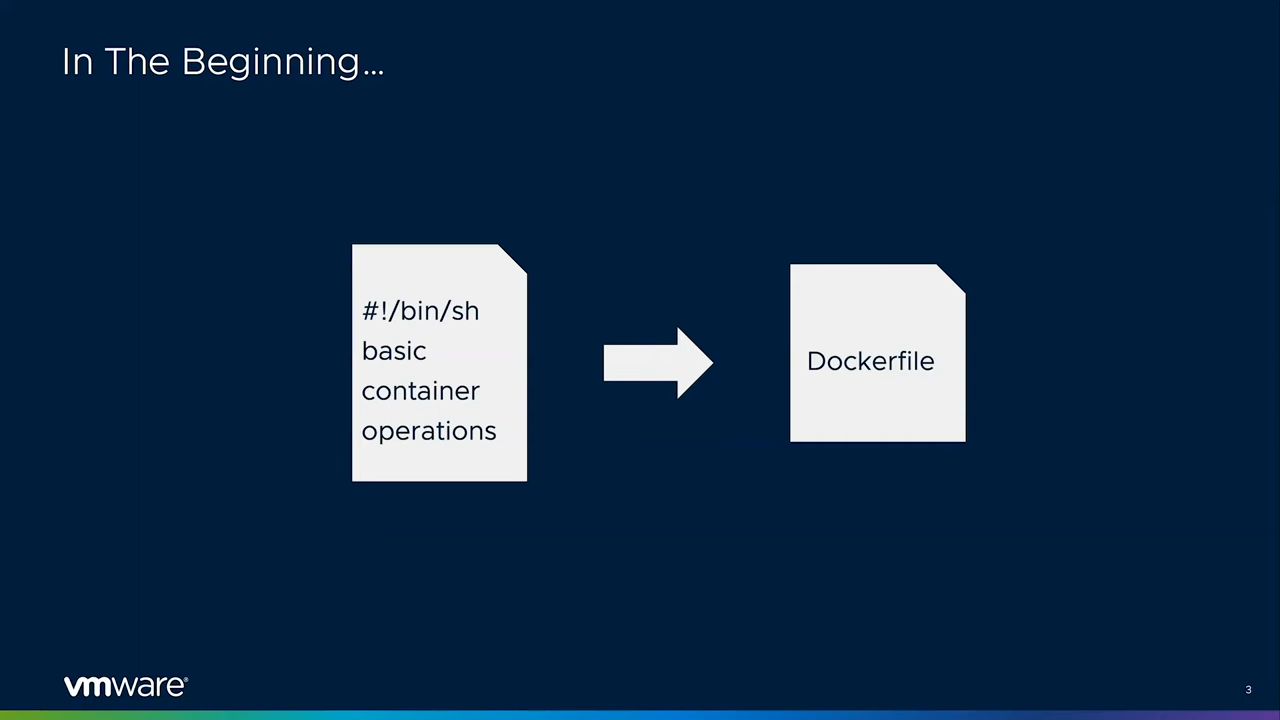 In The Beginning...
#!/bin/sh
basic
container
operations
Dockerfile
vmware®
3